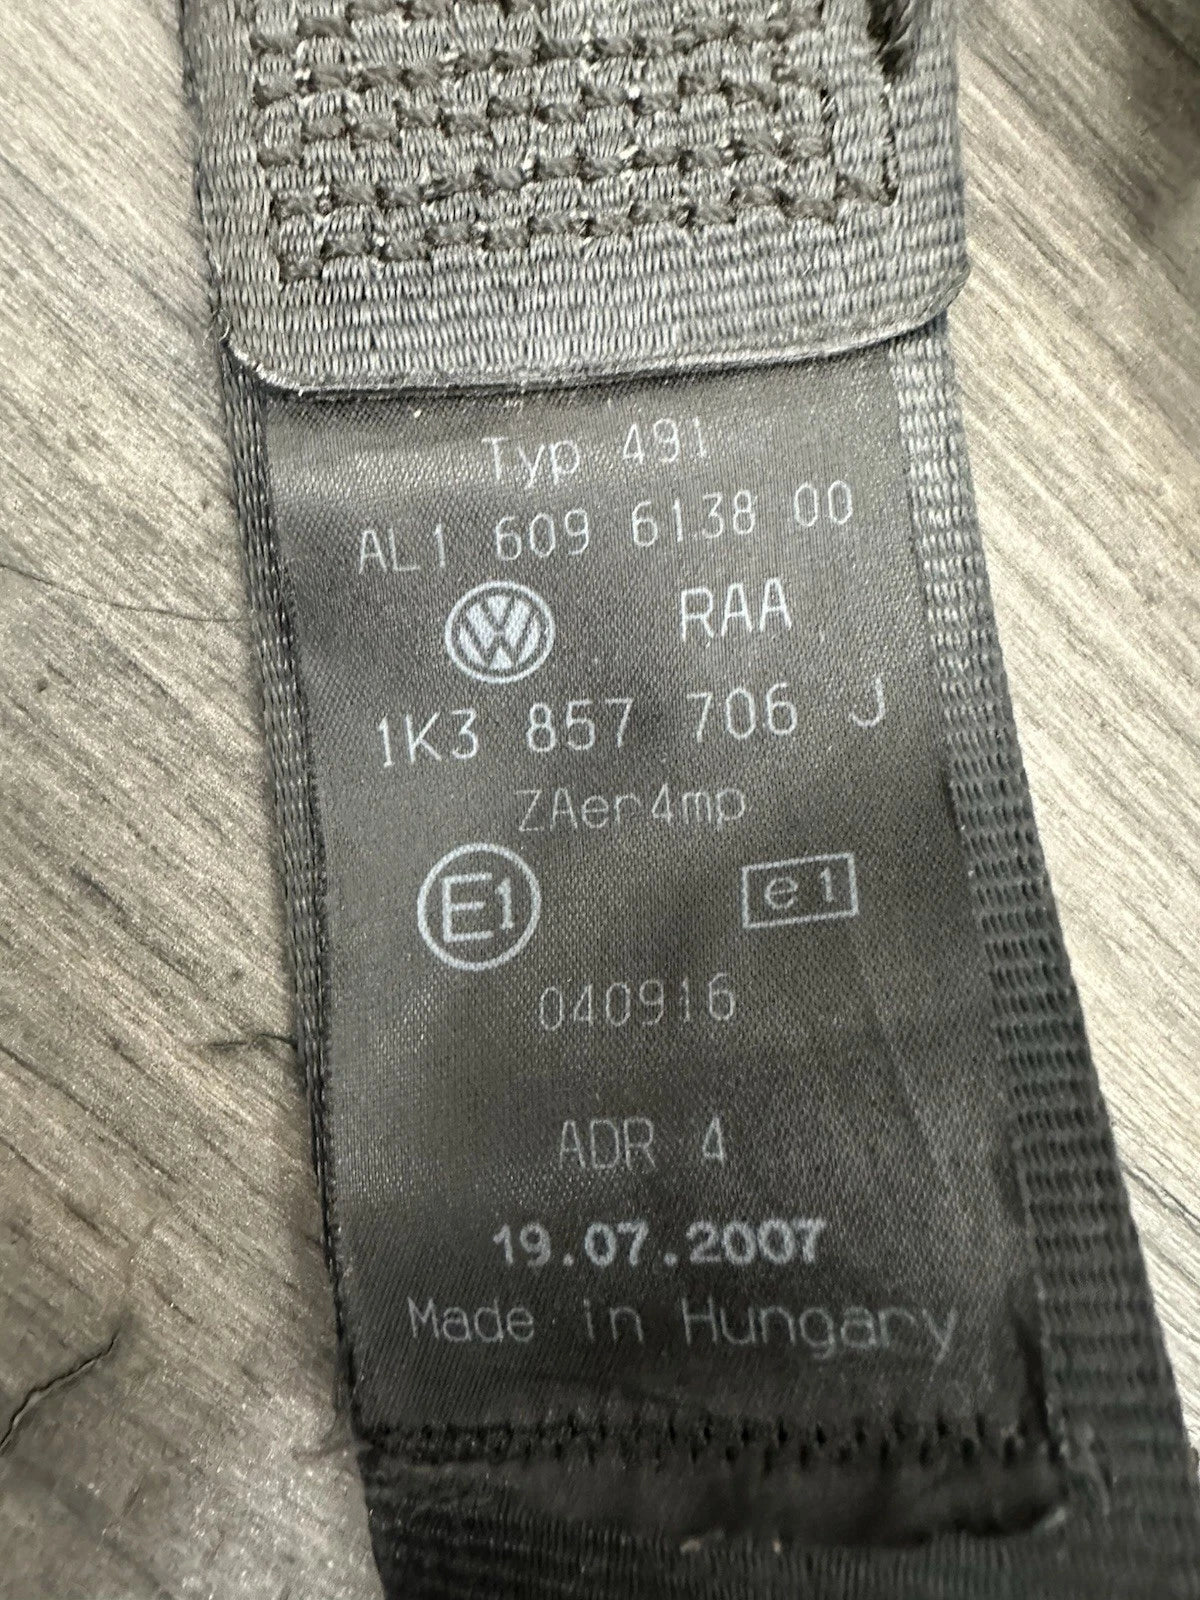 Typ 491
AL1 609 6138 00
VW RAA
1K3 857 706 J
ZAer4mp
E1 e1
040916
ADR 4
19.07.2007
Made in Hungary